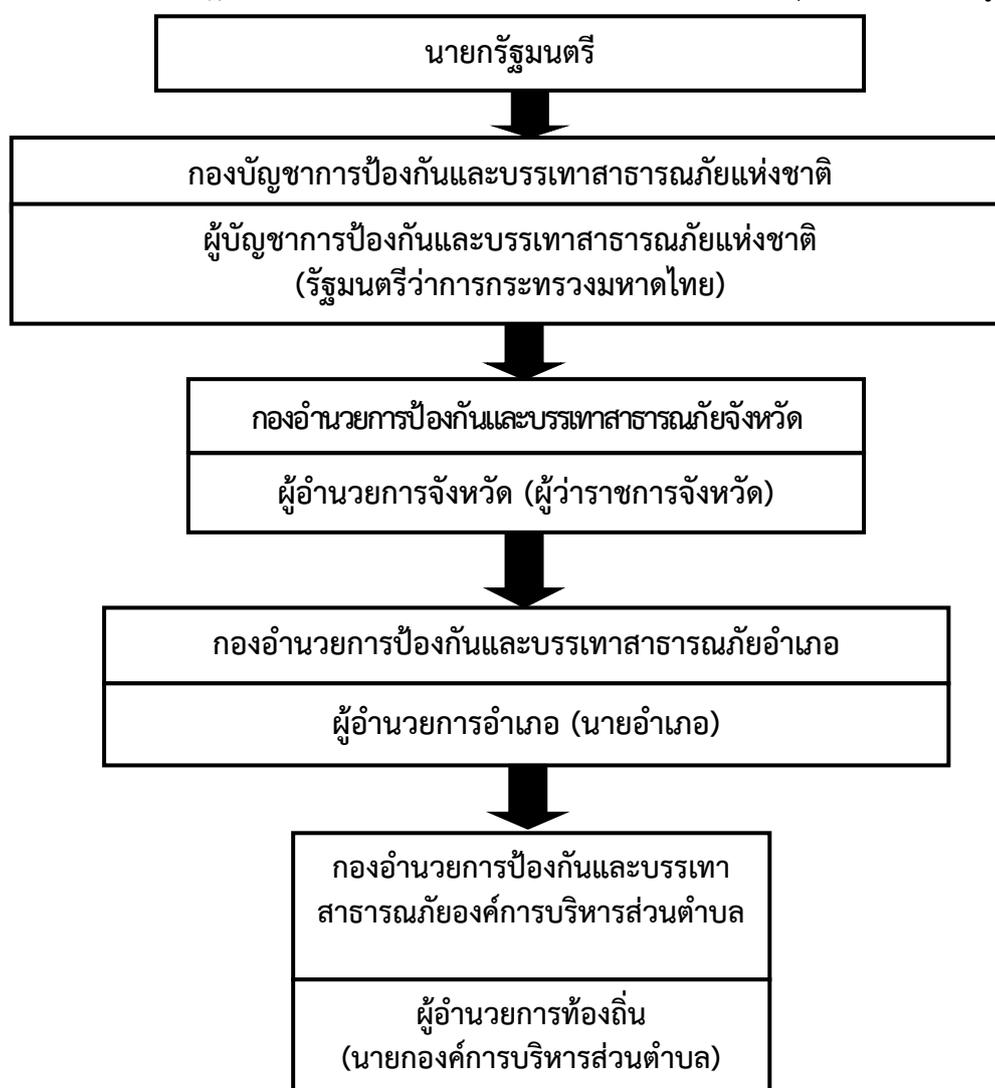 นายกรัฐมนตรี
กองบัญชาการป้องกันและบรรเทาสาธารณภัยแห่งชาติ
ผู้บัญชาการป้องกันและบรรเทาสาธารณภัยแห่งชาติ
(รัฐมนตรีว่าการกระทรวงมหาดไทย)
กองอำนวยการป้องกันและบรรเทาสาธารณภัยจังหวัด
ผู้อำนวยการจังหวัด (ผู้ว่าราชการจังหวัด)
กองอำนวยการป้องกันและบรรเทาสาธารณภัยอำเภอ
ผู้อำนวยการอำเภอ (นายอำเภอ)
กองอำนวยการป้องกันและบรรเทา
สาธารณภัยองค์การบริหารส่วนตำบล
ผู้อำนวยการท้องถิ่น
(นายกองค์การบริหารส่วนตำบล)